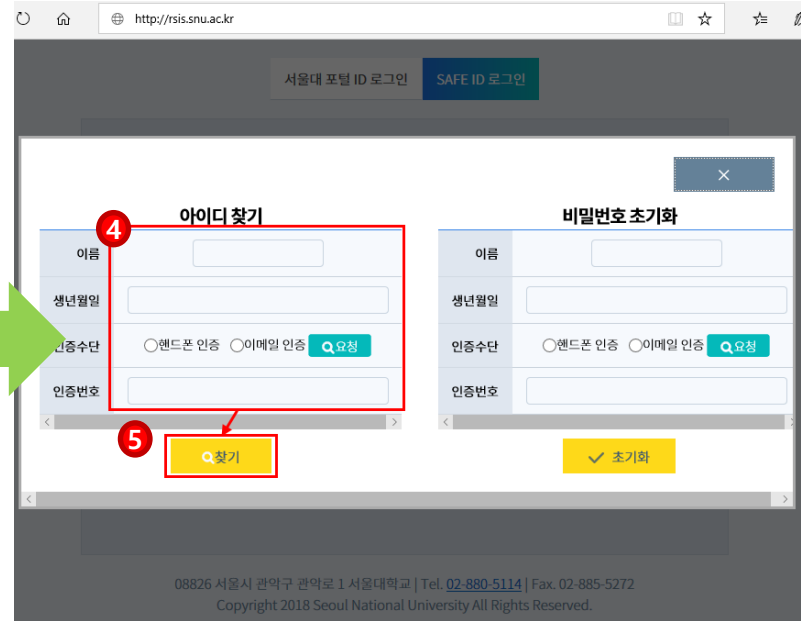 http://rsis.snu.ac.kr
서울대 포털 ID 로그인
SAFE ID 로그인
아이디 찾기
4
이름
생년월일
인증수단 핸드폰 인증 이메일 인증 요청
인증번호
5
찾기
비밀번호 초기화
이름
생년월일
인증수단 핸드폰 인증 이메일 인증 요청
인증번호
초기화
08826 서울시 관악구 관악로 1 서울대학교 | Tel. 02-880-5114 | Fax. 02-885-5272
Copyright 2018 Seoul National University All Rights Reserved.